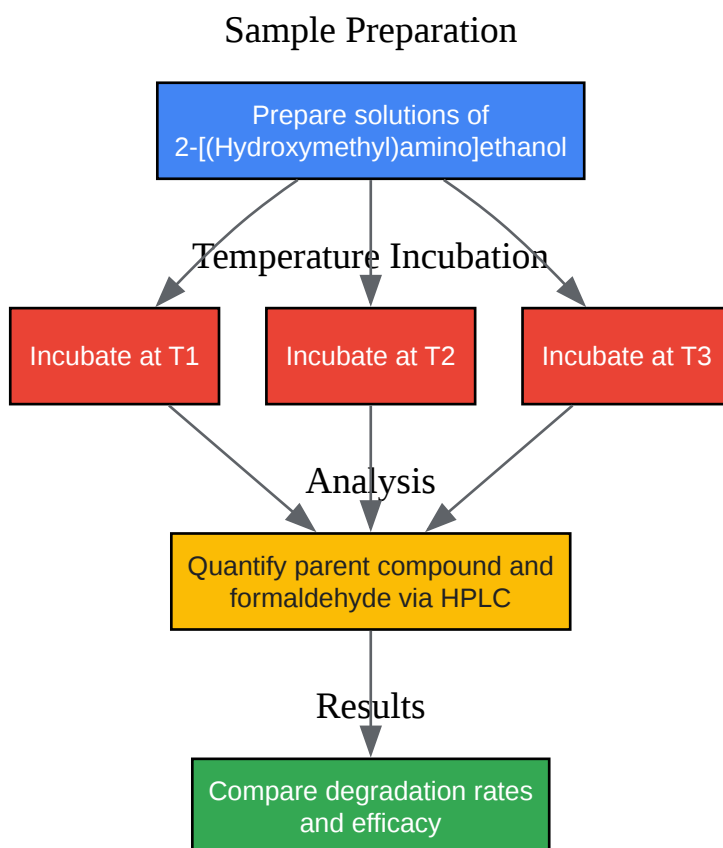 Sample Preparation
Prepare solutions of
2-[(Hydroxymethyl)amino]ethanol
Temperature Incubation
Incubate at T1
Incubate at T2
Incubate at T3
Analysis
Quantify parent compound and
formaldehyde via HPLC
Results
Compare degradation rates
and efficacy